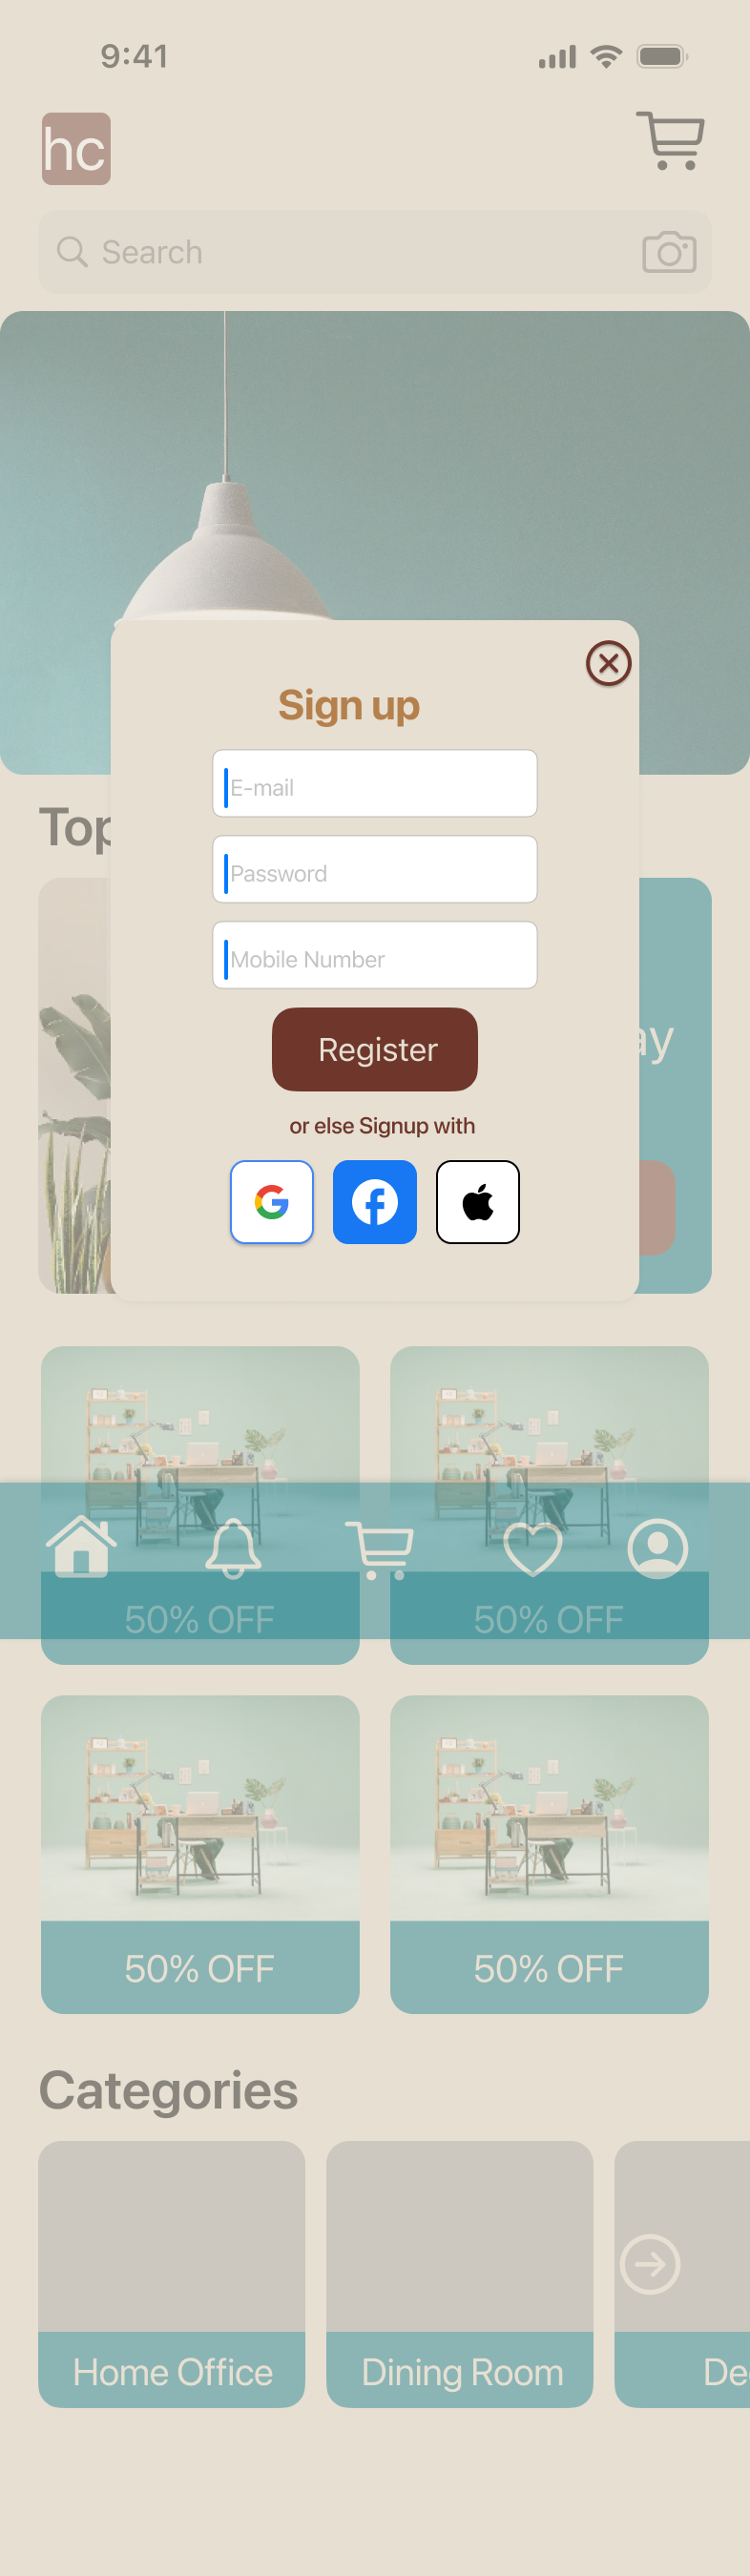 9:41
hc
Search
Sign up
E-mail
Top
Password
Mobile Number
ay
Register
or else Signup with
50% OFF
50% OFF
50% OFF
50% OFF
Categories
Home Office
Dining Room
De